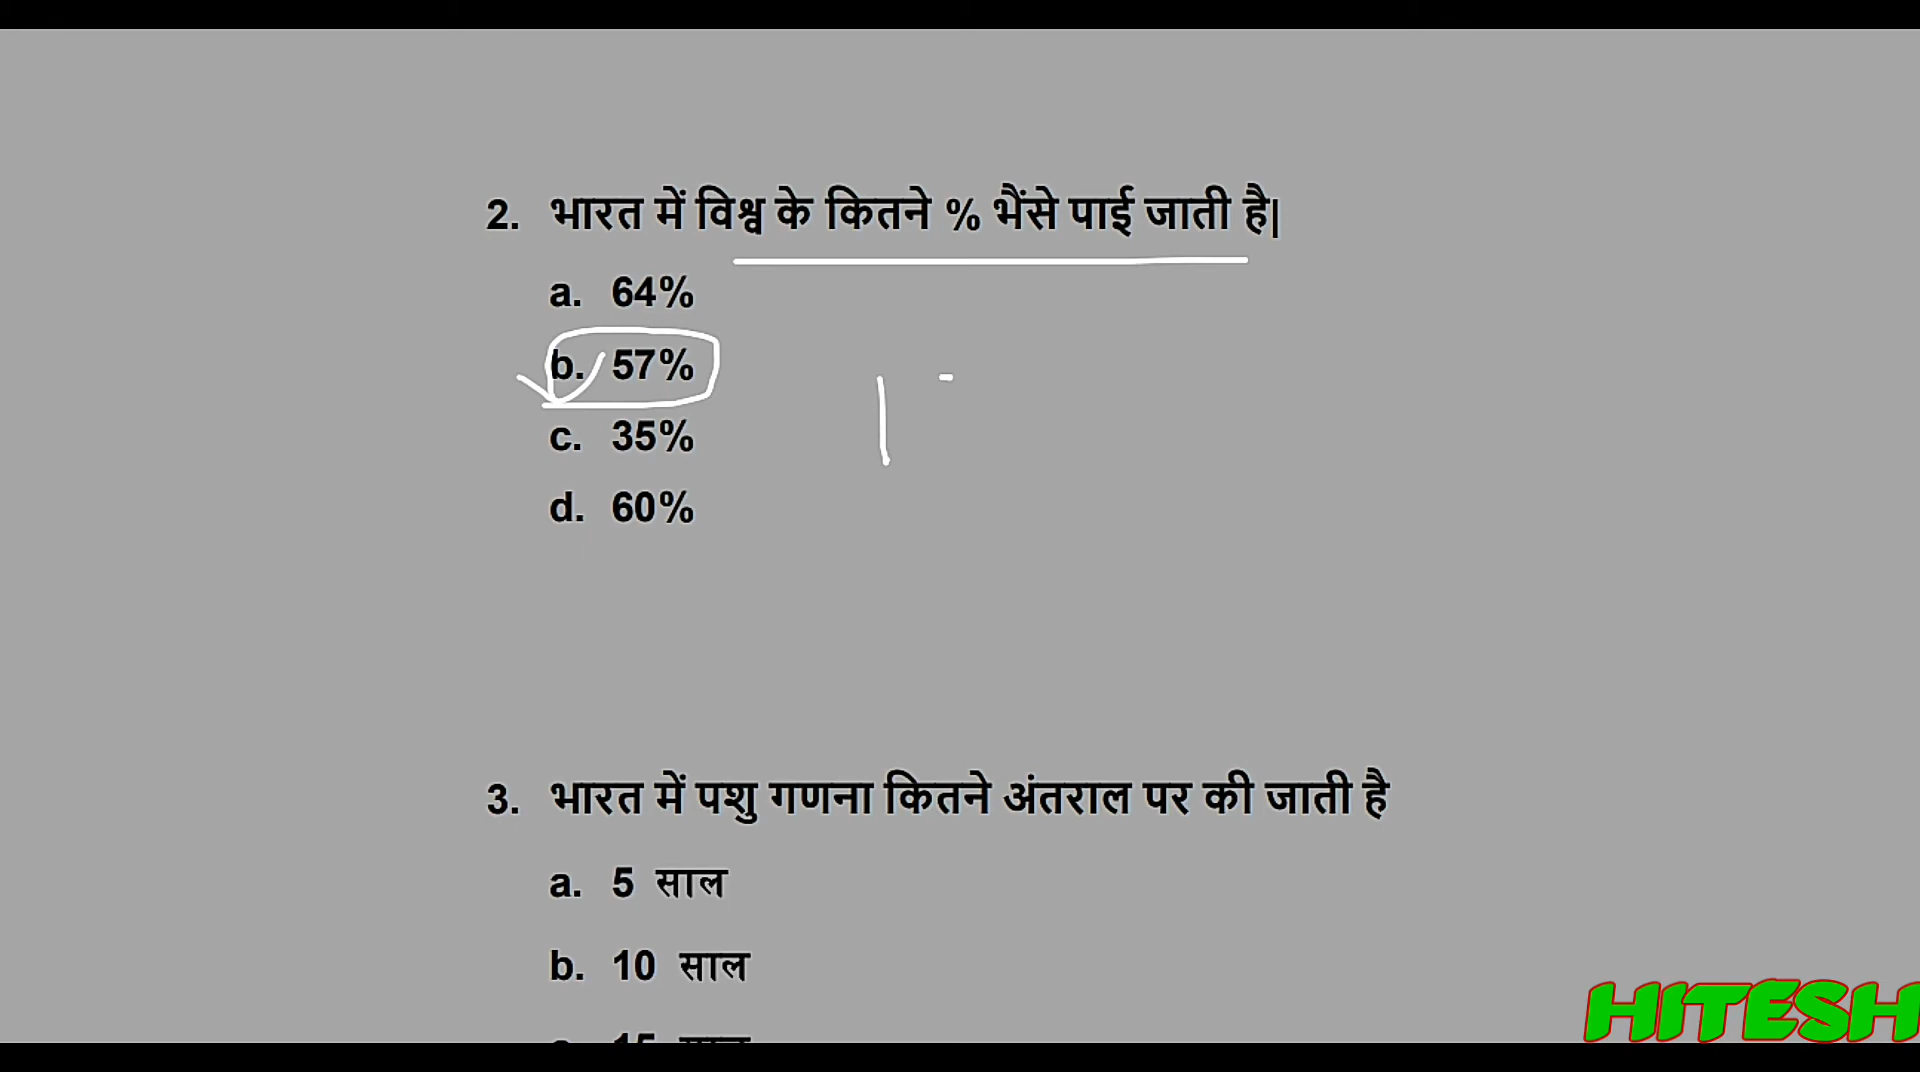 2. भारत में विश्व के कितने % भैंसे पाई जाती है|
a. 64%
b. 57%
c. 35%
d. 60%
3. भारत में पशु गणना कितने अंतराल पर की जाती है
a. 5 साल
b. 10 साल
HITESH